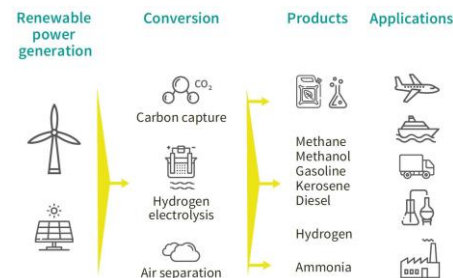 Renewable
power
generation
Conversion
Products
Applications
CO₂
Carbon capture
Hydrogen
electrolysis
Air separation
Methane
Methanol
Gasoline
Kerosene
Diesel
Hydrogen
Ammonia